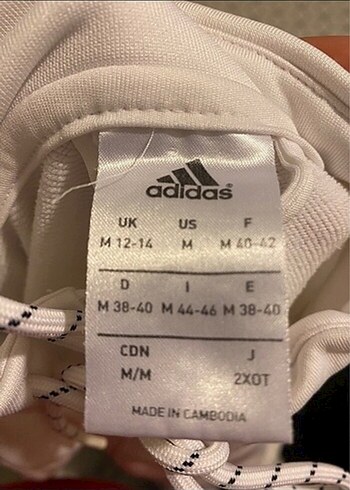 adidas®
UK US F
M 12-14 M M 40-42
D I E
M 38-40 M 44-46 M 38-40
CDN J
M/M 2XOT
MADE IN CAMBODIA